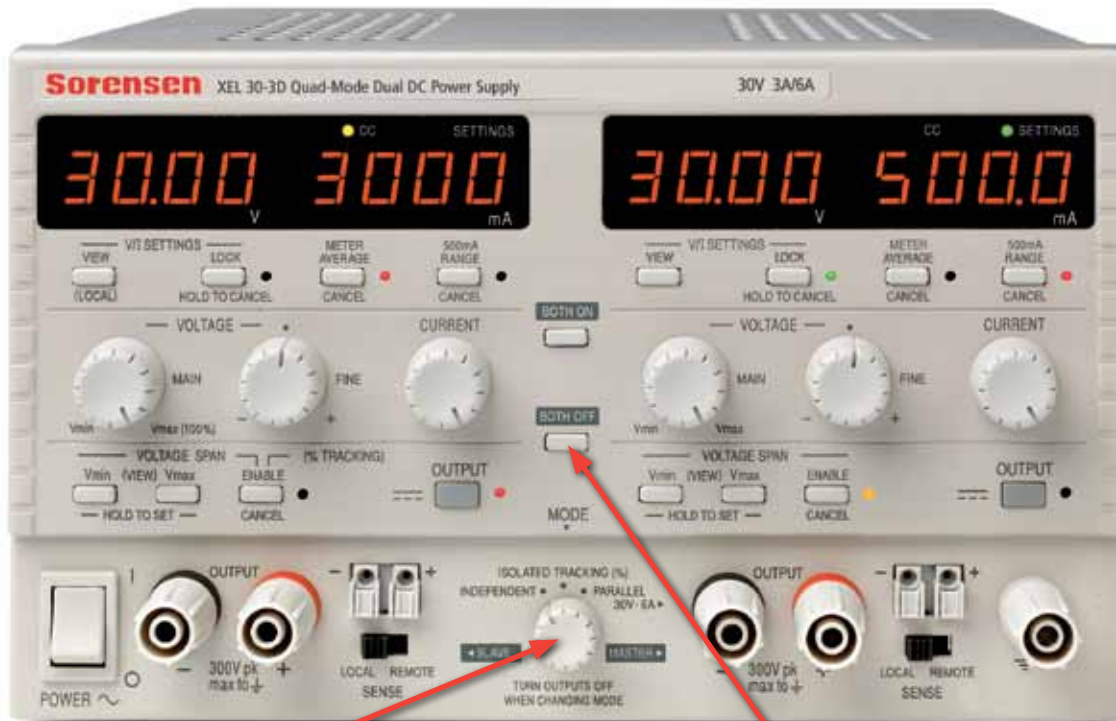 Sorensen XEL 30-3D Quad-Mode Dual DC Power Supply 30V 3A/6A
CC SETTINGS
30.00 V 3000 mA
CC SETTINGS
30.00 V 500.0 mA
V/I SETTINGS
VIEW LOCK
METER AVERAGE
500mA RANGE
(LOCAL) HOLD TO CANCEL CANCEL CANCEL
V/I SETTINGS
VIEW LOCK
METER AVERAGE
500mA RANGE
HOLD TO CANCEL CANCEL CANCEL
BOTH ON
VOLTAGE CURRENT
MAIN FINE
Vmin Vmax (100%) - +
VOLTAGE CURRENT
MAIN FINE
Vmin Vmax - +
BOTH OFF
VOLTAGE SPAN (% TRACKING)
Vmin (VIEW) Vmax ENABLE OUTPUT
HOLD TO SET CANCEL
VOLTAGE SPAN
Vmin (VIEW) Vmax ENABLE OUTPUT
HOLD TO SET CANCEL
MODE
I
O
POWER
OUTPUT
- +
300V pk
max to
- +
LOCAL REMOTE
SENSE
ISOLATED TRACKING (%)
INDEPENDENT PARALLEL
30V - 6A
SLAVE MASTER
TURN OUTPUTS OFF
WHEN CHANGING MODE
OUTPUT
- +
300V pk
max to
- +
LOCAL REMOTE
SENSE